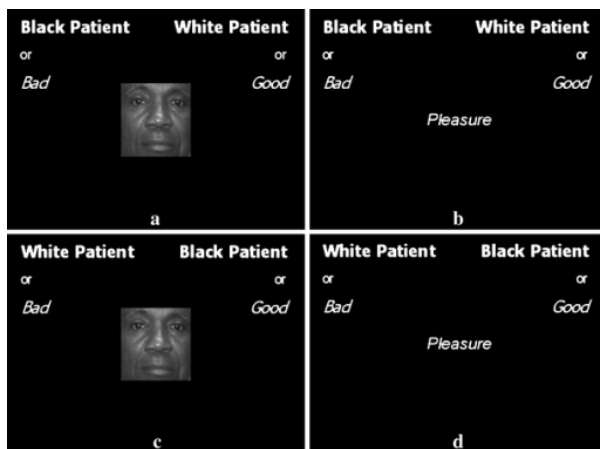 Black Patient White Patient
or or
Bad Good
a
Black Patient White Patient
or or
Bad Good
Pleasure
b
White Patient Black Patient
or or
Bad Good
c
White Patient Black Patient
or or
Bad Good
Pleasure
d